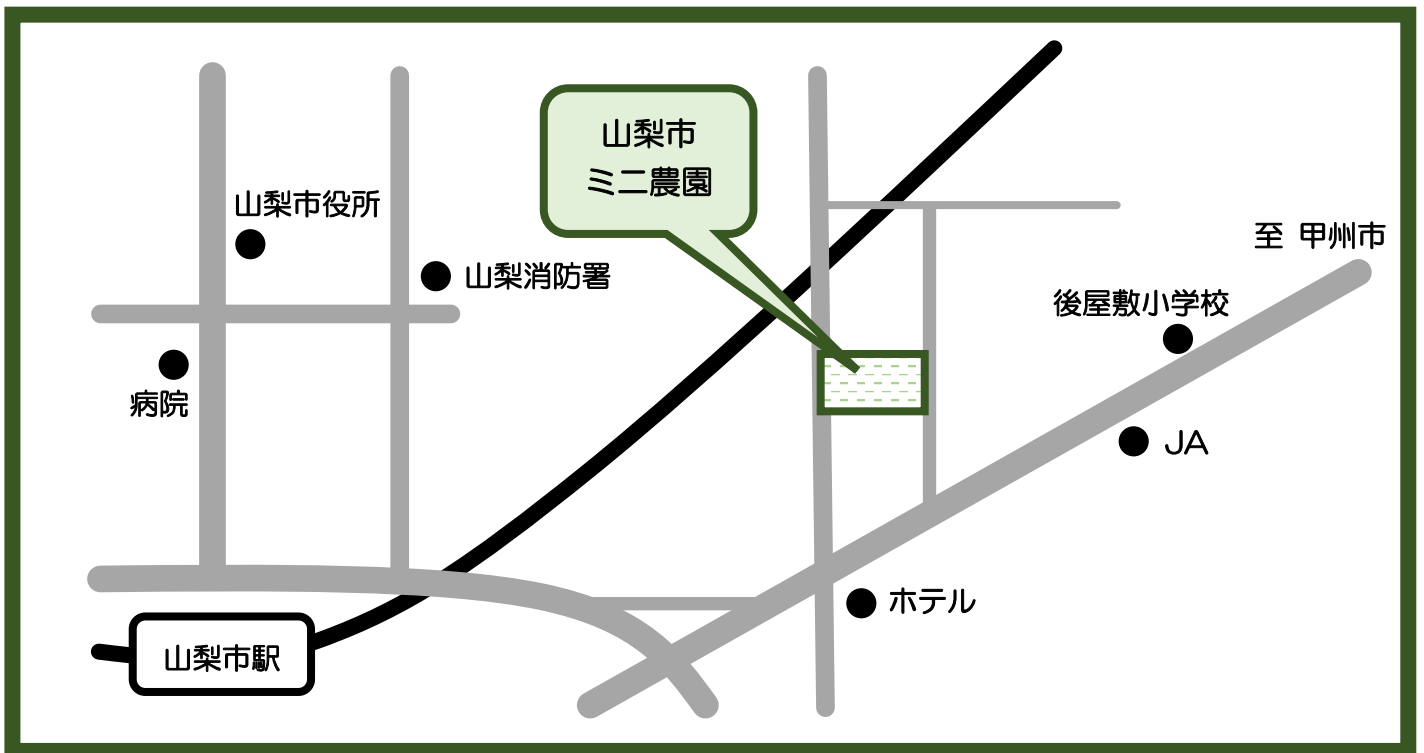 山梨市
ミニ農園
山梨市役所
至 甲州市
山梨消防署
後屋敷小学校
病院
JA
ホテル
山梨市駅